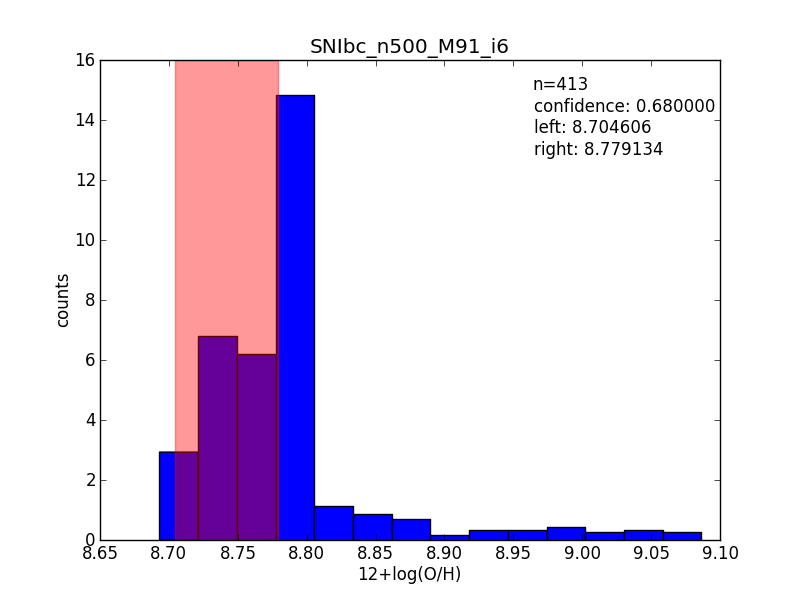 SNIbc_n500_M91_i6
n=413
confidence: 0.680000
left: 8.704606
right: 8.779134
counts
16
14
12
10
8
6
4
2
0
8.65 8.70 8.75 8.80 8.85 8.90 8.95 9.00 9.05 9.10
12+log(O/H)